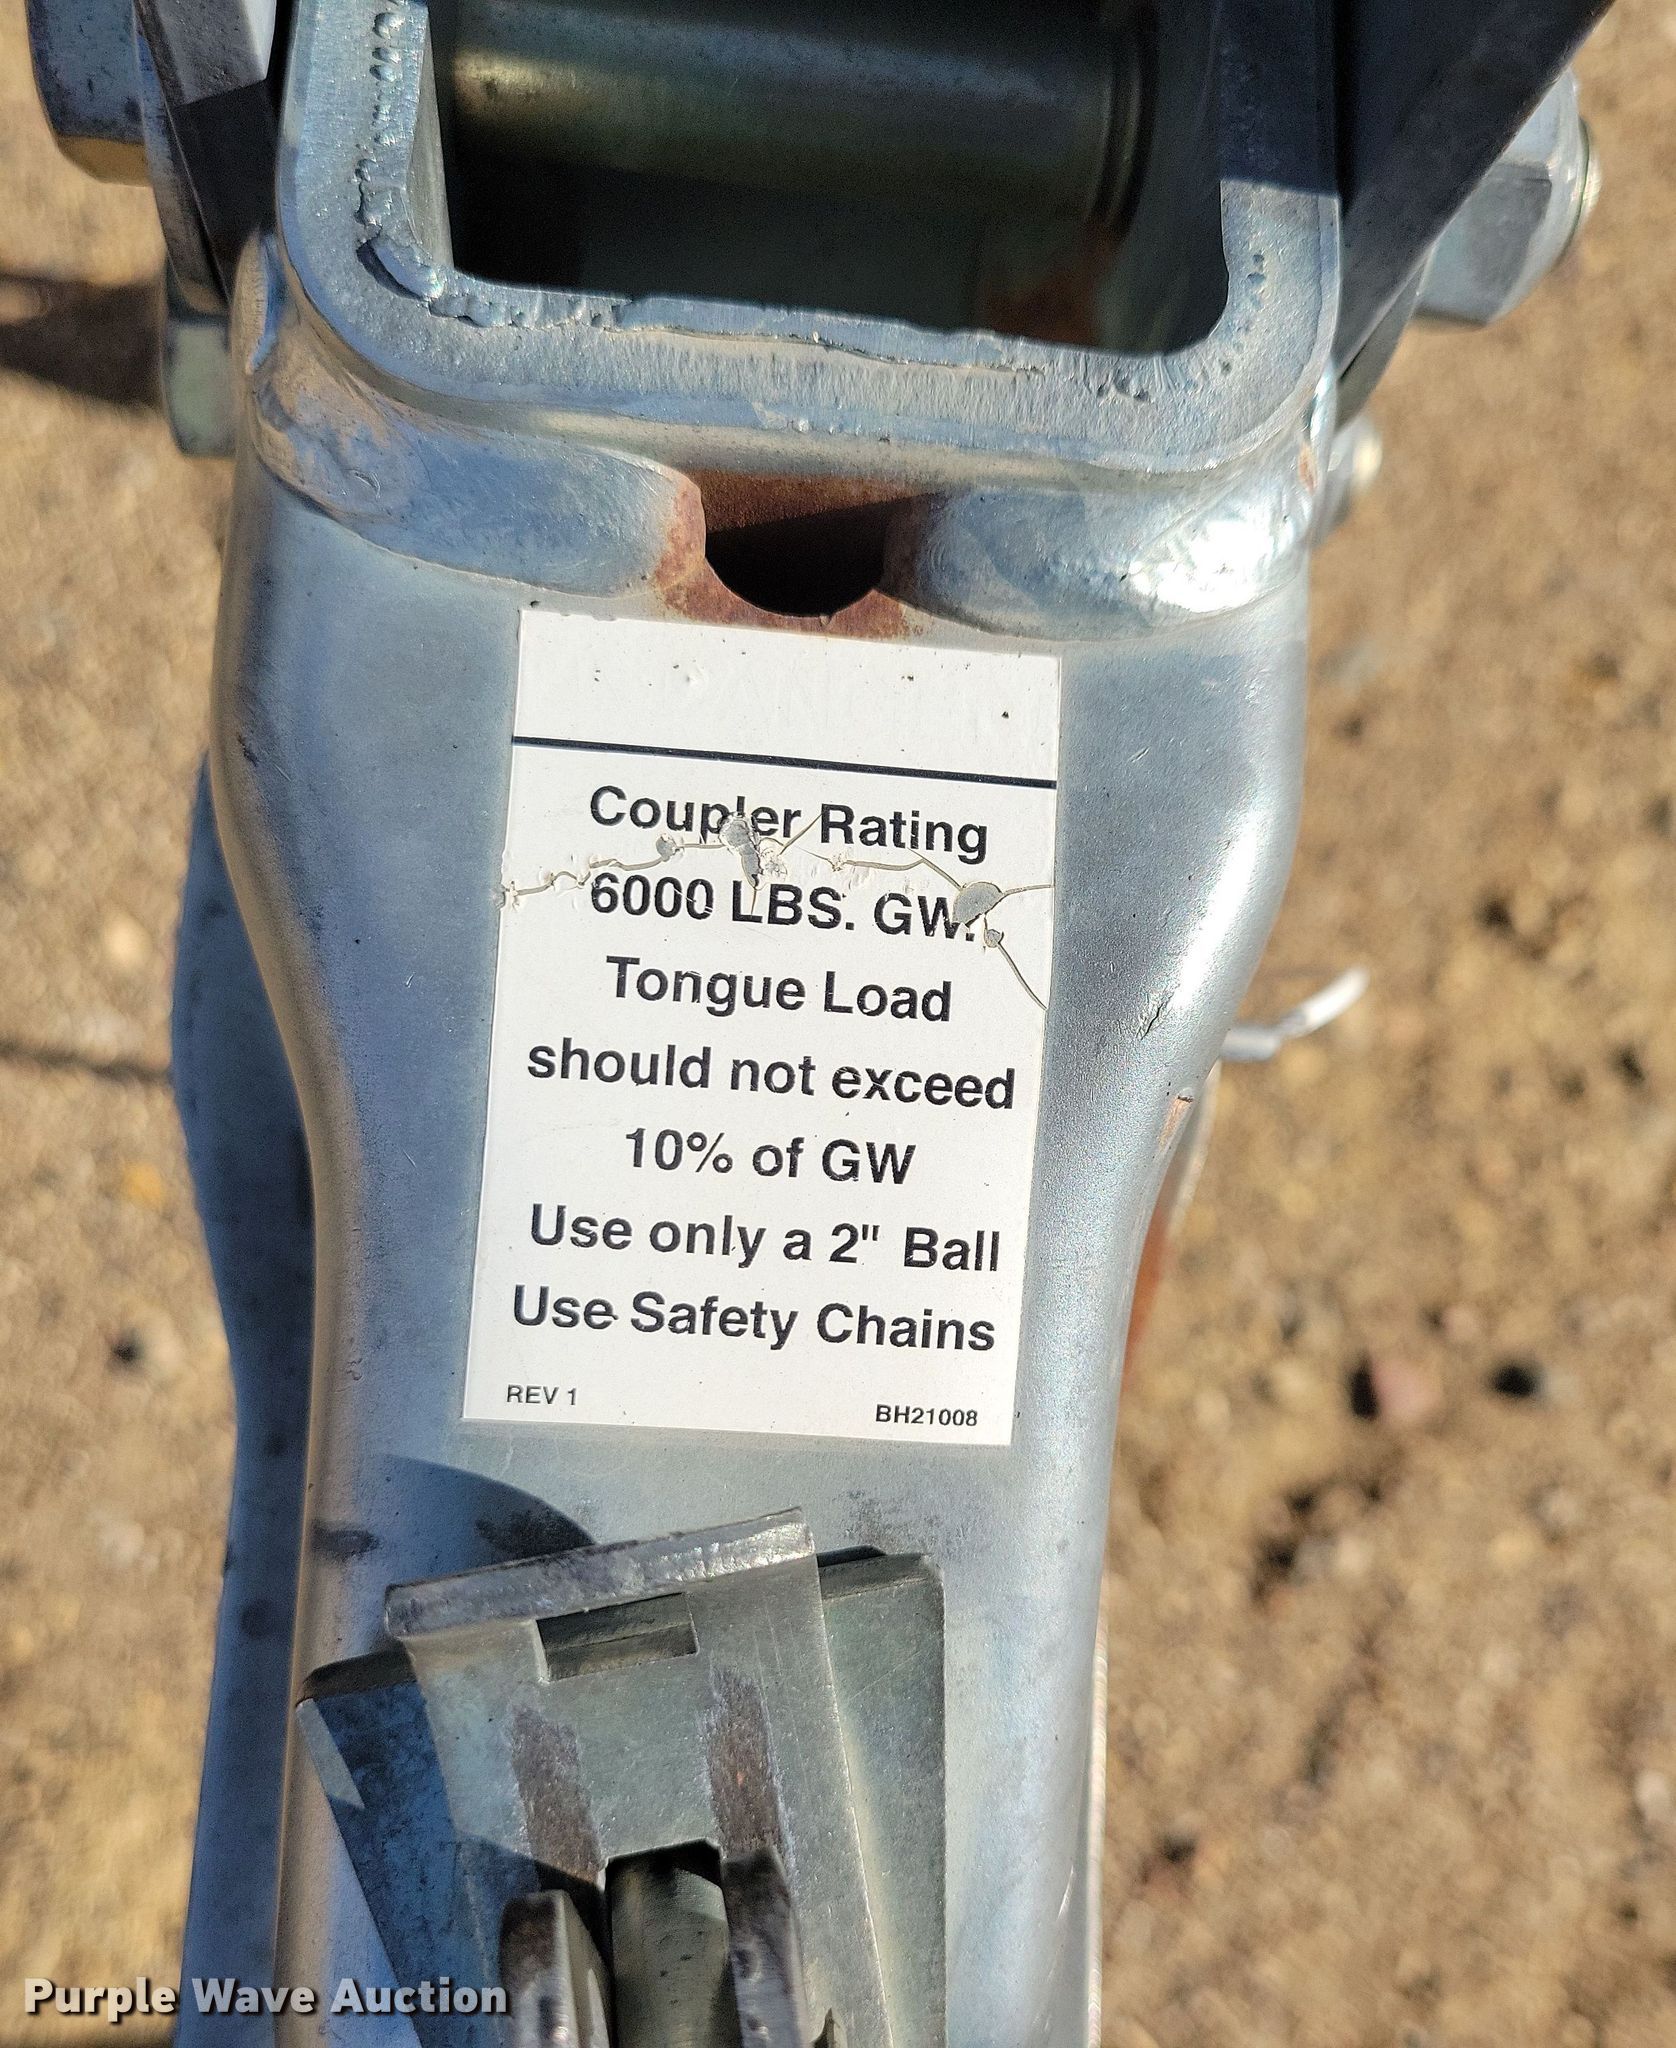 Coupler Rating
6000 LBS. GW.
Tongue Load
should not exceed
10% of GW
Use only a 2" Ball
Use Safety Chains
REV 1 BH21008
Purple Wave Auction